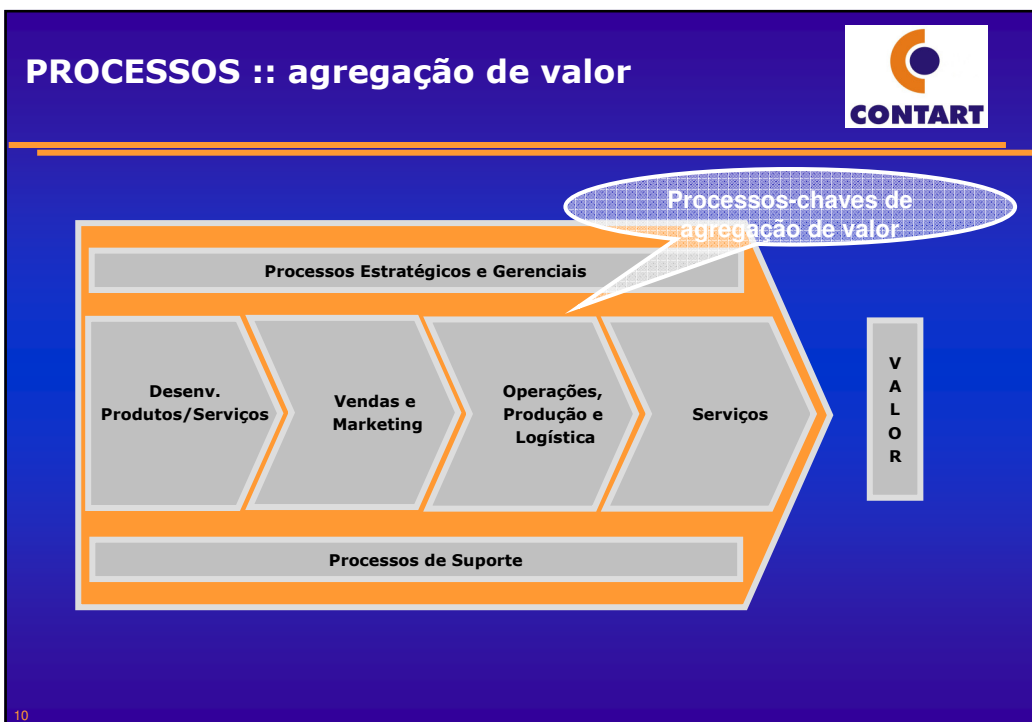 PROCESSOS :: agregação de valor
CONTART
Processos-chaves de
agregação de valor
Processos Estratégicos e Gerenciais
Desenv.
Produtos/Serviços
Vendas e
Marketing
Operações,
Produção e
Logística
Serviços
V
A
L
O
R
Processos de Suporte
10